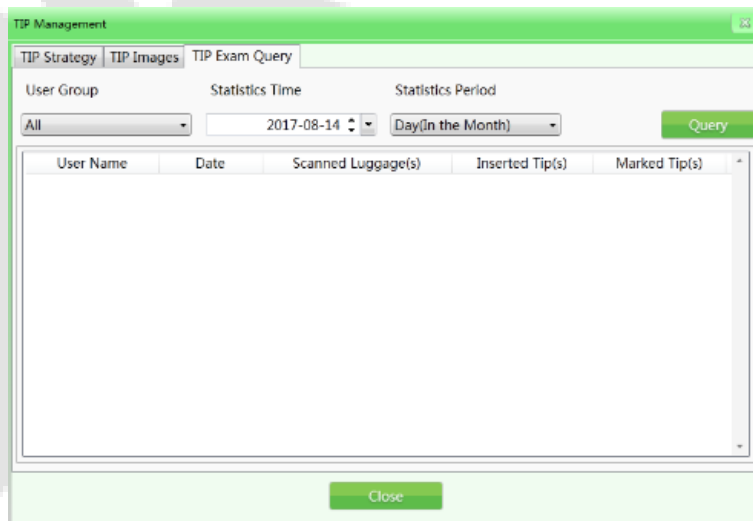 TIP Management
TIP Strategy TIP Images TIP Exam Query
User Group Statistics Time Statistics Period
All 2017-08-14 Day(In the Month) Query
User Name Date Scanned Luggage(s) Inserted Tip(s) Marked Tip(s)
Close